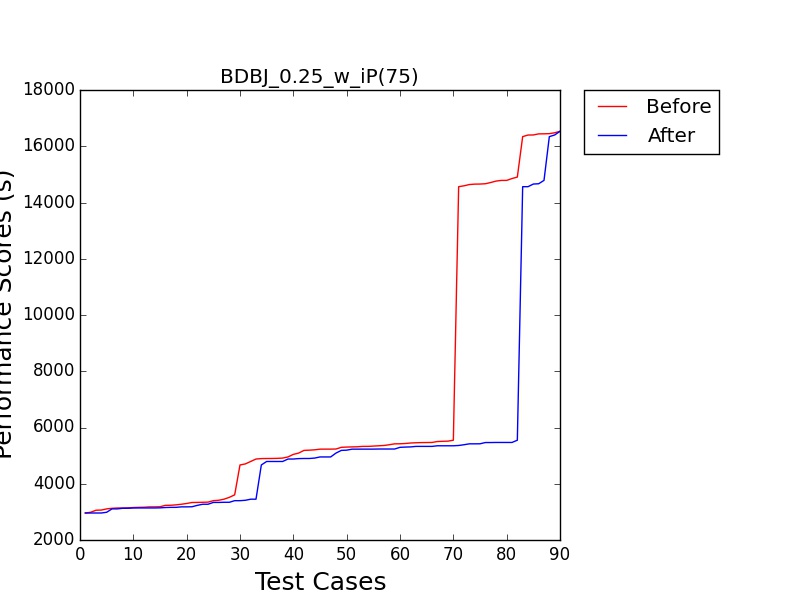 BDBJ_0.25_w_iP(75)
18000
16000
14000
12000
10000
8000
6000
4000
2000
Performance Scores (s)
0 10 20 30 40 50 60 70 80 90
Test Cases
Before
After